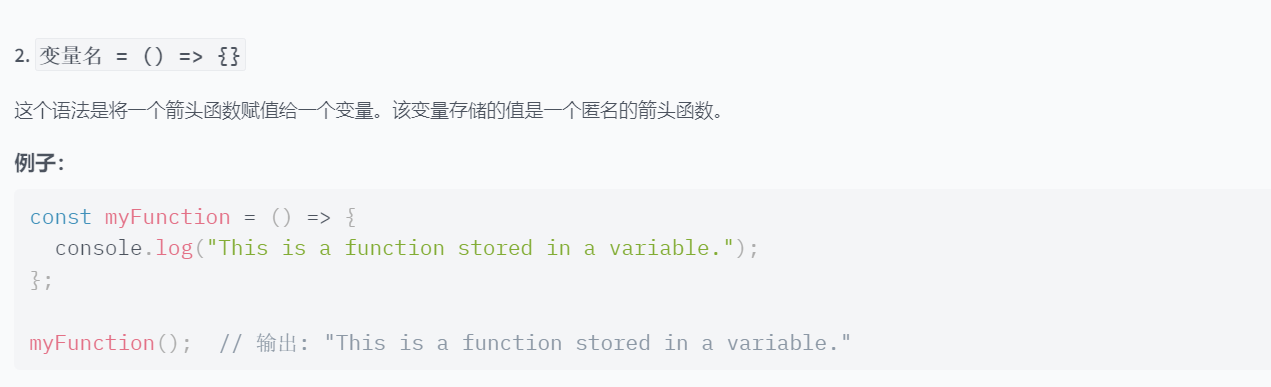 2. 变量名 = () => {}
这个语法是将一个箭头函数赋值给一个变量。该变量存储的值是一个匿名的箭头函数。
例子：
const myFunction = () => {
  console.log("This is a function stored in a variable.");
};
myFunction();  // 输出: "This is a function stored in a variable."